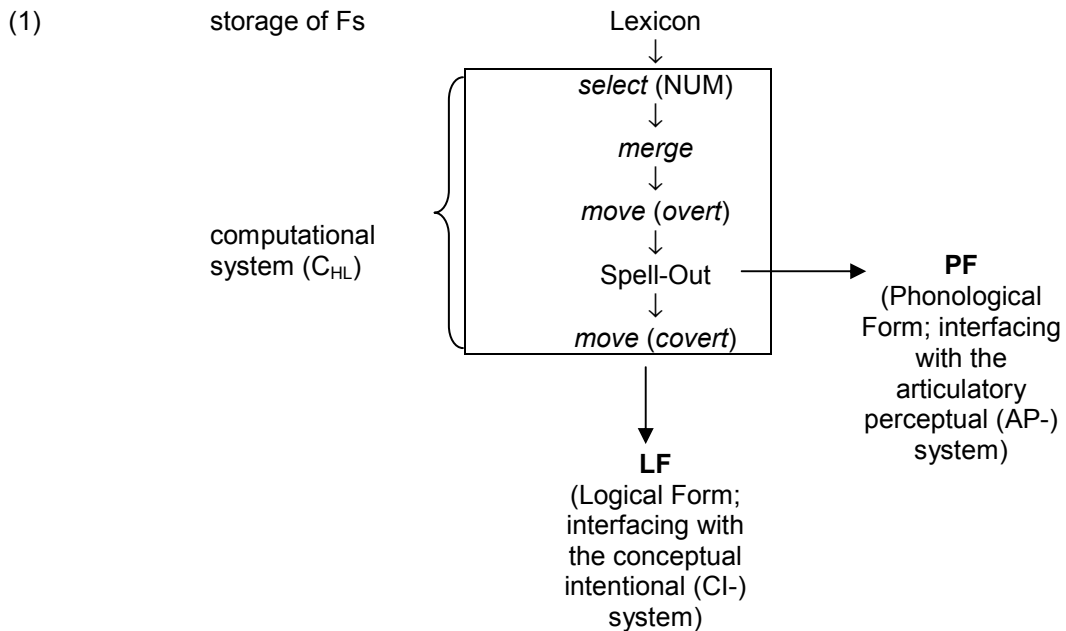 (1) storage of Fs Lexicon
↓
select (NUM)
↓
merge
↓
move (overt)
↓
computational
system (CHL)
Spell-Out
↓
move (covert)
PF
(Phonological
Form; interfacing
with the
articulatory
perceptual (AP-)
system)
LF
(Logical Form;
interfacing with
the conceptual
intentional (CI-)
system)